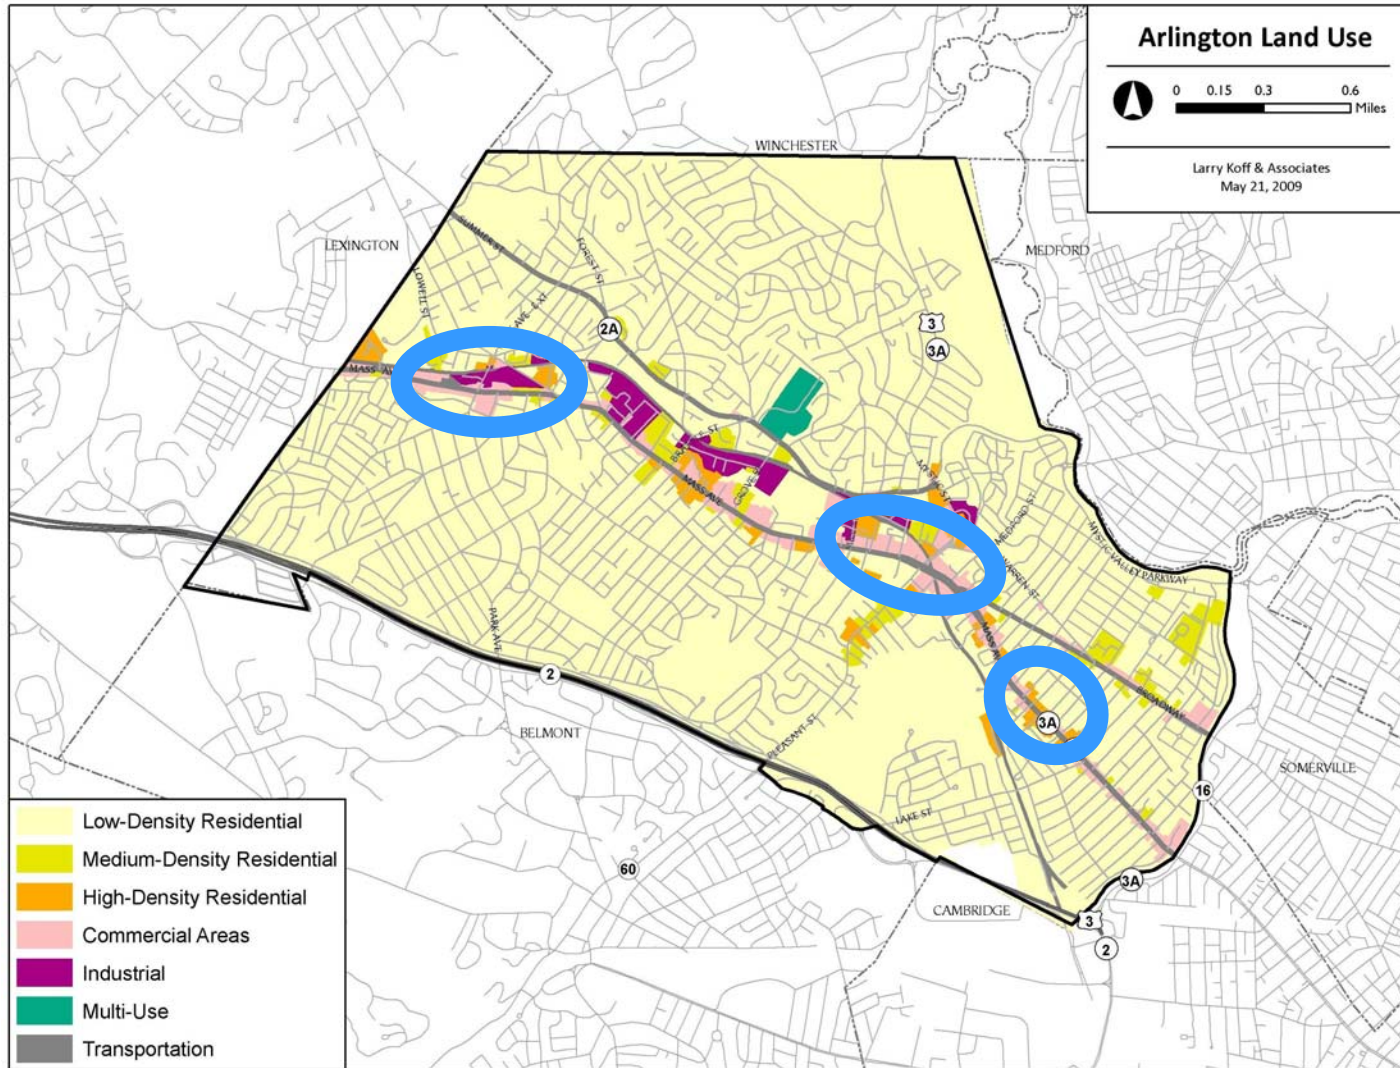 Arlington Land Use
0 0.15 0.3 0.6
Miles
Larry Koff & Associates
May 21, 2009
WINCHESTER
LEXINGTON
MEDFORD
SUMMER ST
FOREST ST
LOWELL ST
AVE - EXT
2A
3
3A
MASS
MASS AVE
GROVE
MYSTIC ST
MEDFORD ST
MYSTIC VALLEY PARKWAY
WARREN ST
PARK AVE
MASS AV
2
BROADWAY
3A
BELMONT
PLEASANT ST
SOMERVILLE
16
LAKE ST
60
3A
CAMBRIDGE
3
2
Low-Density Residential
Medium-Density Residential
High-Density Residential
Commercial Areas
Industrial
Multi-Use
Transportation